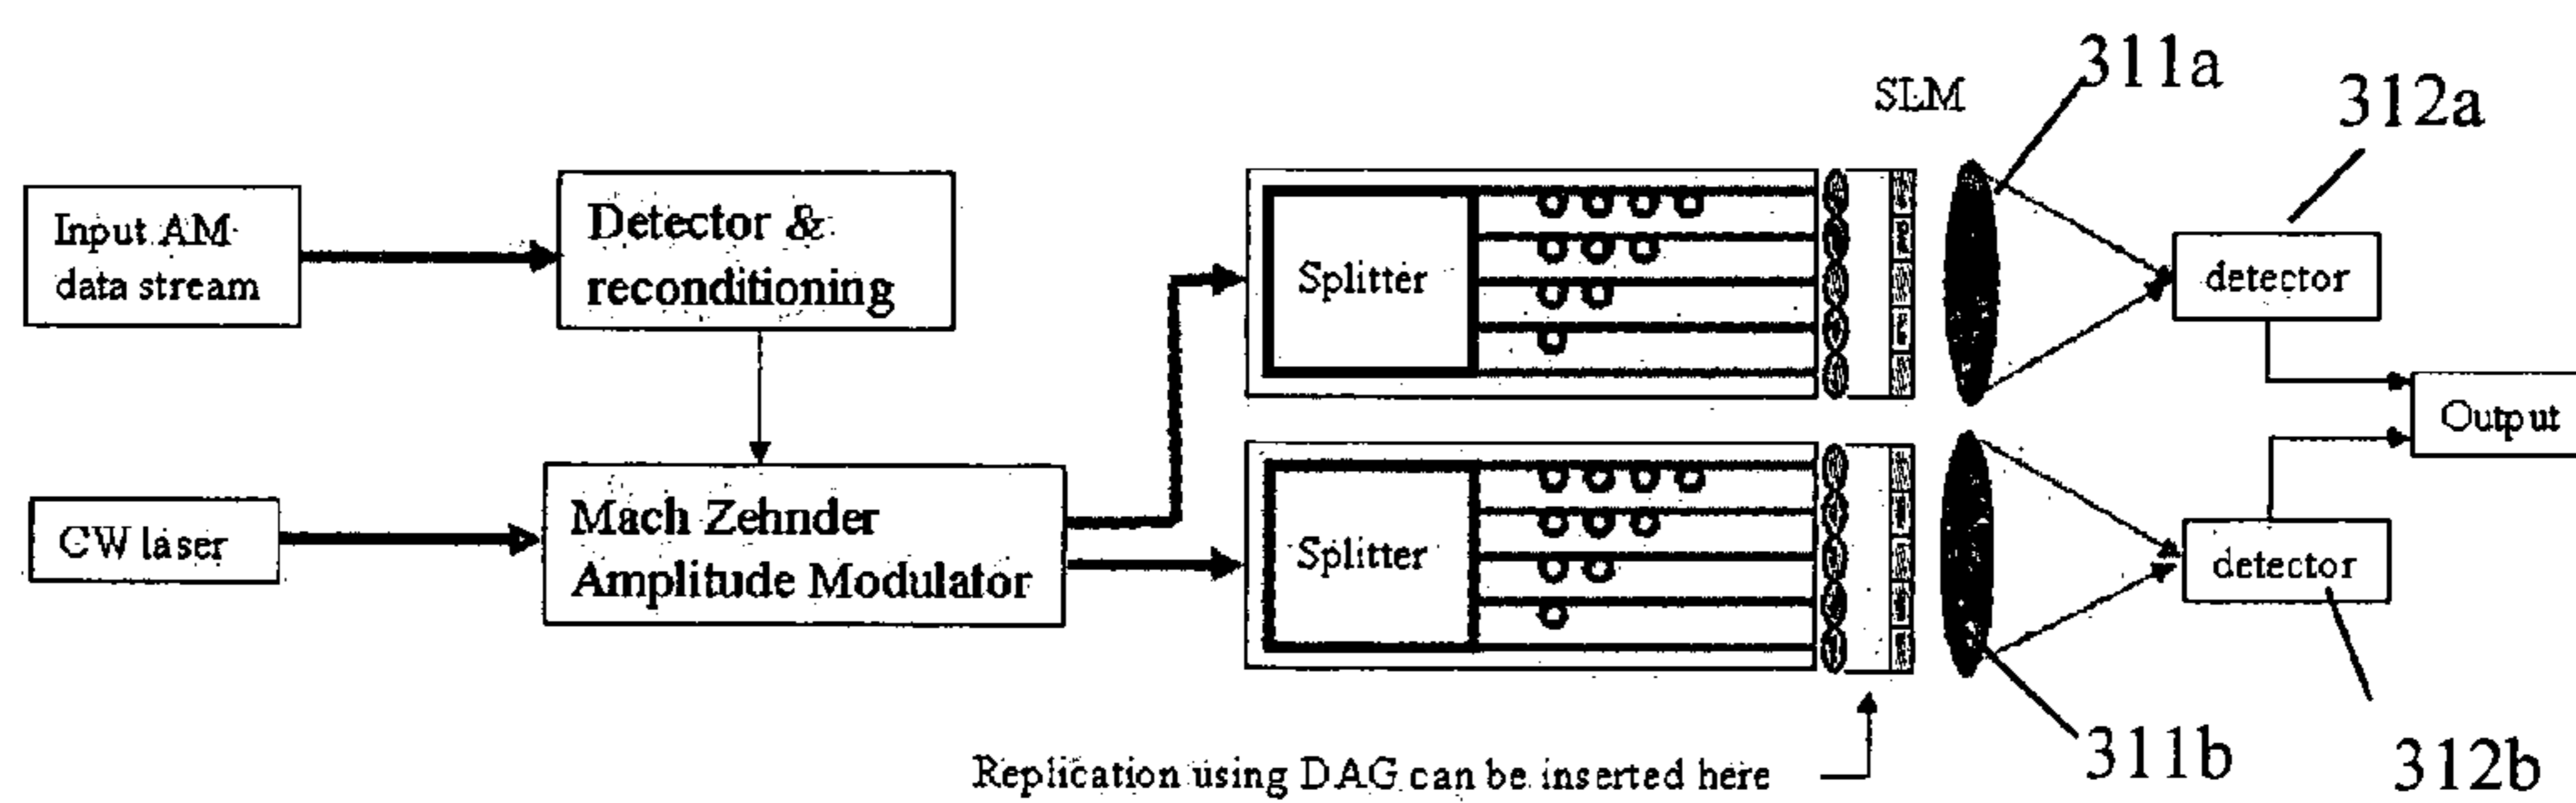 311a
SLM
312a
Input AM
data stream
Detector &
reconditioning
Splitter
detector
Output
CW laser
Mach Zehnder
Amplitude Modulator
Splitter
detector
Replication using DAG can be inserted here
311b
312b